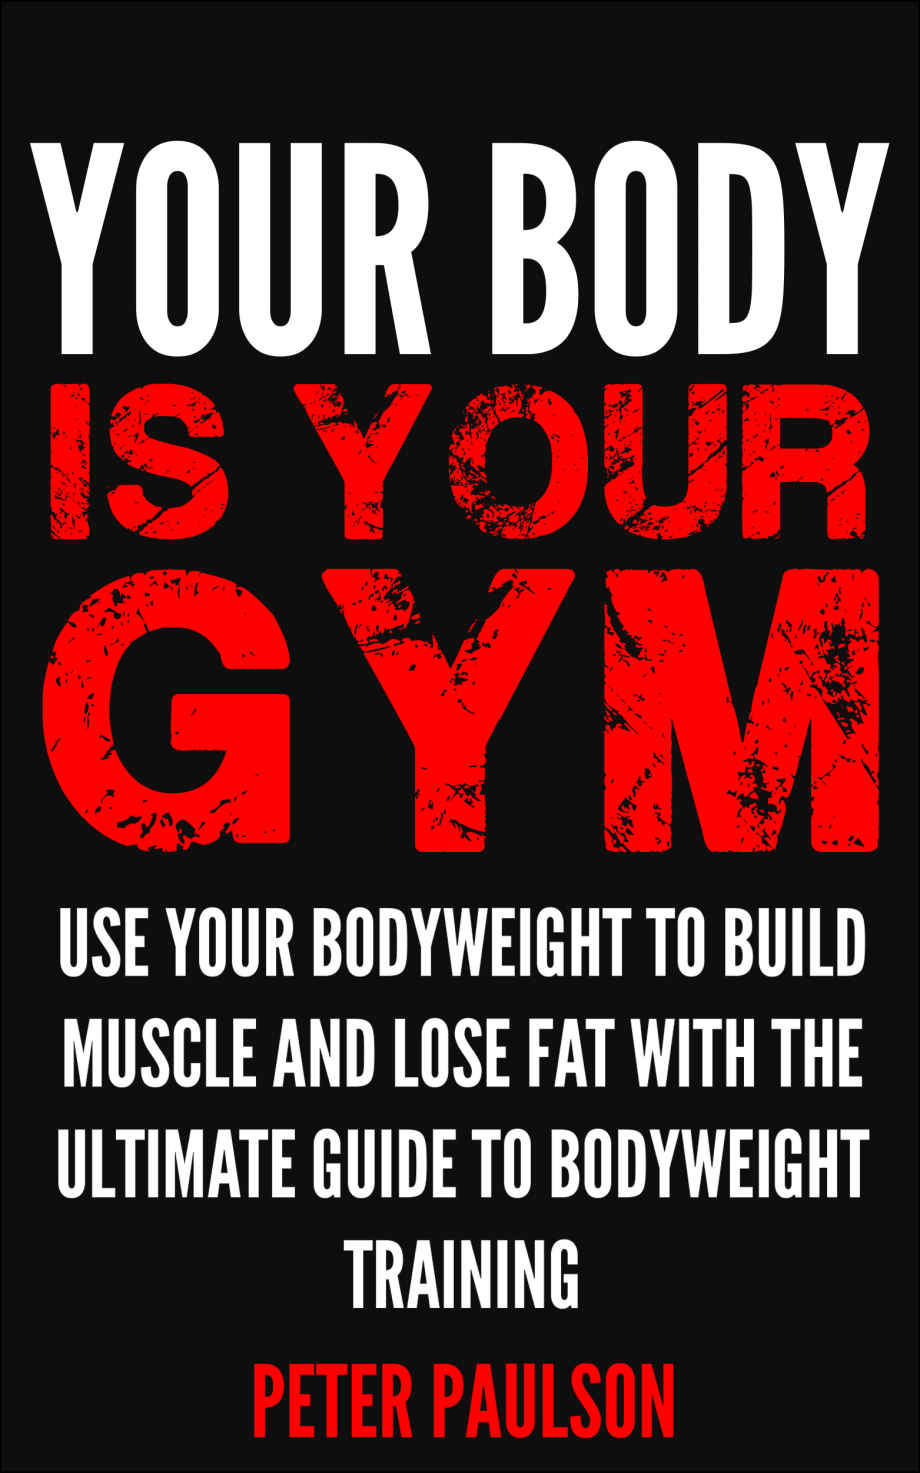 YOUR BODY
IS YOUR
GYM
USE YOUR BODYWEIGHT TO BUILD
MUSCLE AND LOSE FAT WITH THE
ULTIMATE GUIDE TO BODYWEIGHT
TRAINING
PETER PAULSON